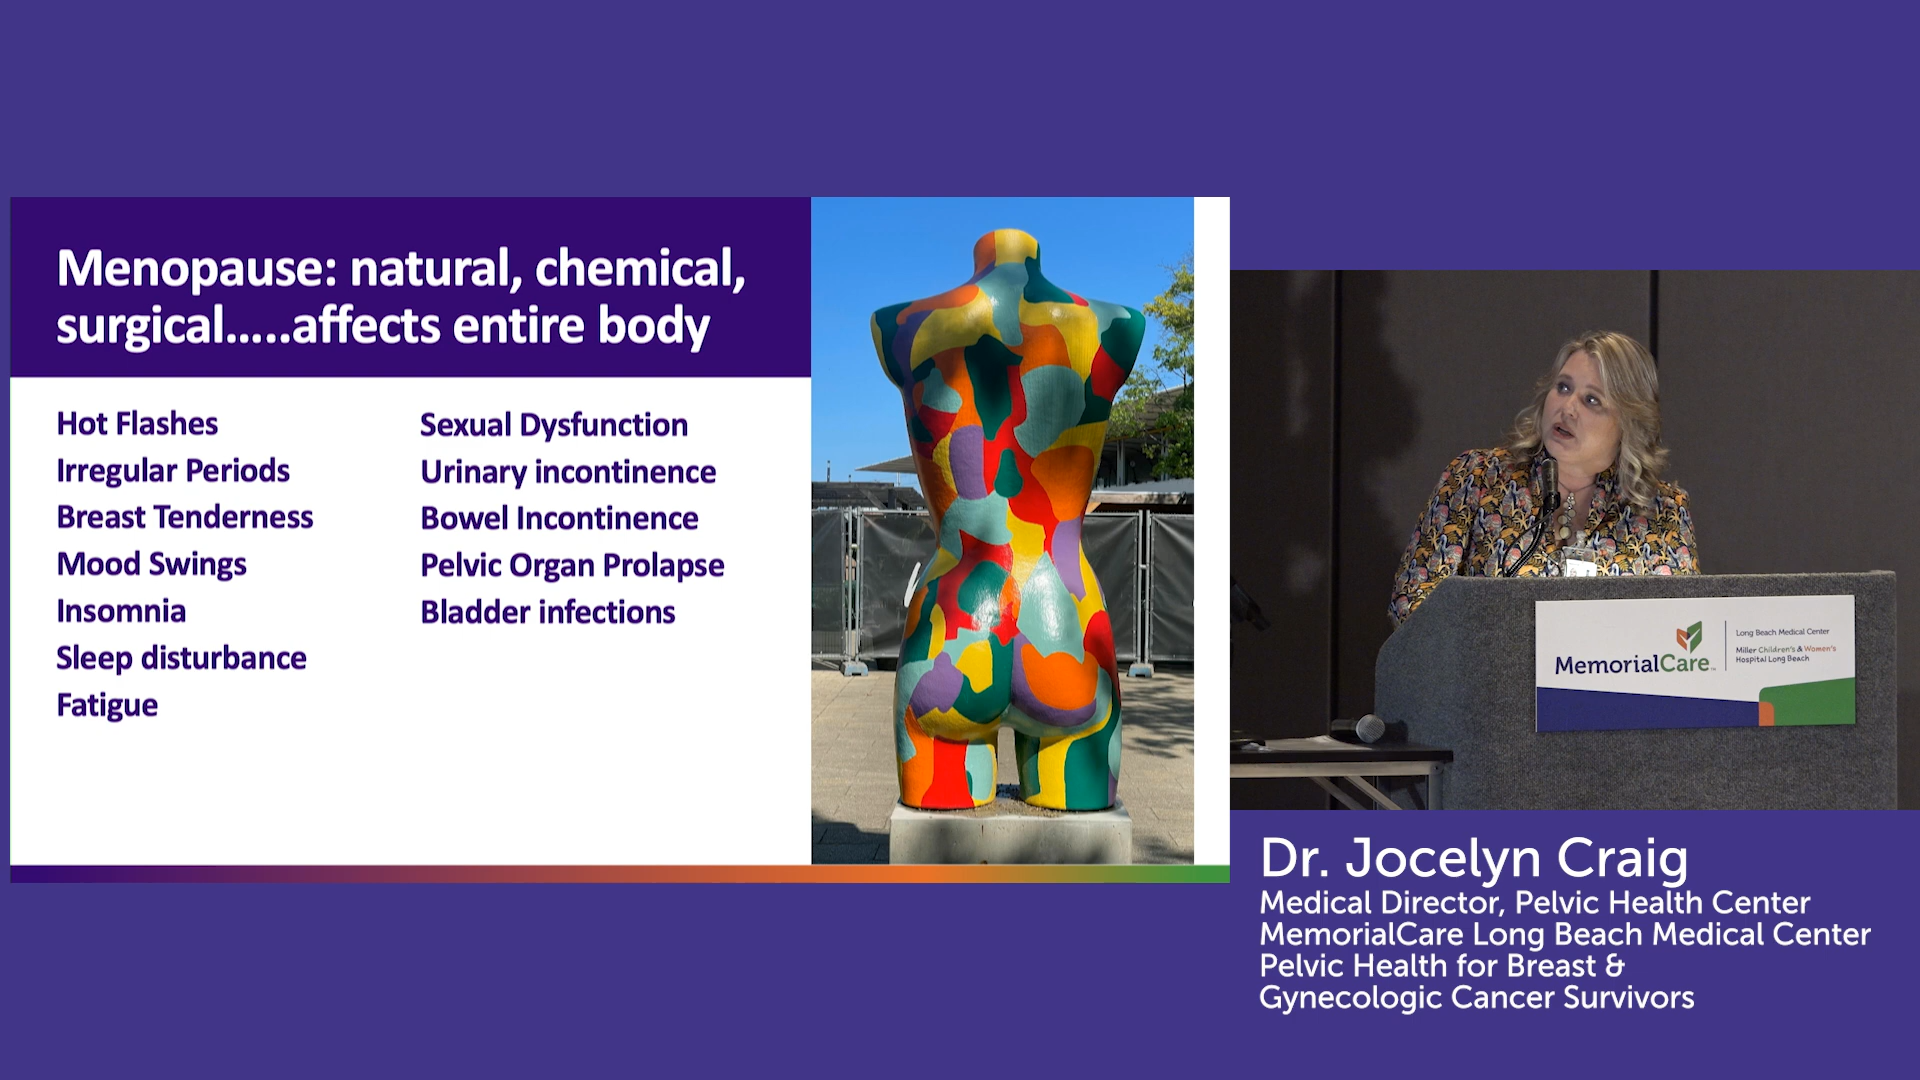 Menopause: natural, chemical,
surgical.....affects entire body
Hot Flashes
Irregular Periods
Breast Tenderness
Mood Swings
Insomnia
Sleep disturbance
Fatigue
Sexual Dysfunction
Urinary incontinence
Bowel Incontinence
Pelvic Organ Prolapse
Bladder infections
MemorialCare™
Long Beach Medical Center
Miller Children's & Women's
Hospital Long Beach
Dr. Jocelyn Craig
Medical Director, Pelvic Health Center
MemorialCare Long Beach Medical Center
Pelvic Health for Breast &
Gynecologic Cancer Survivors